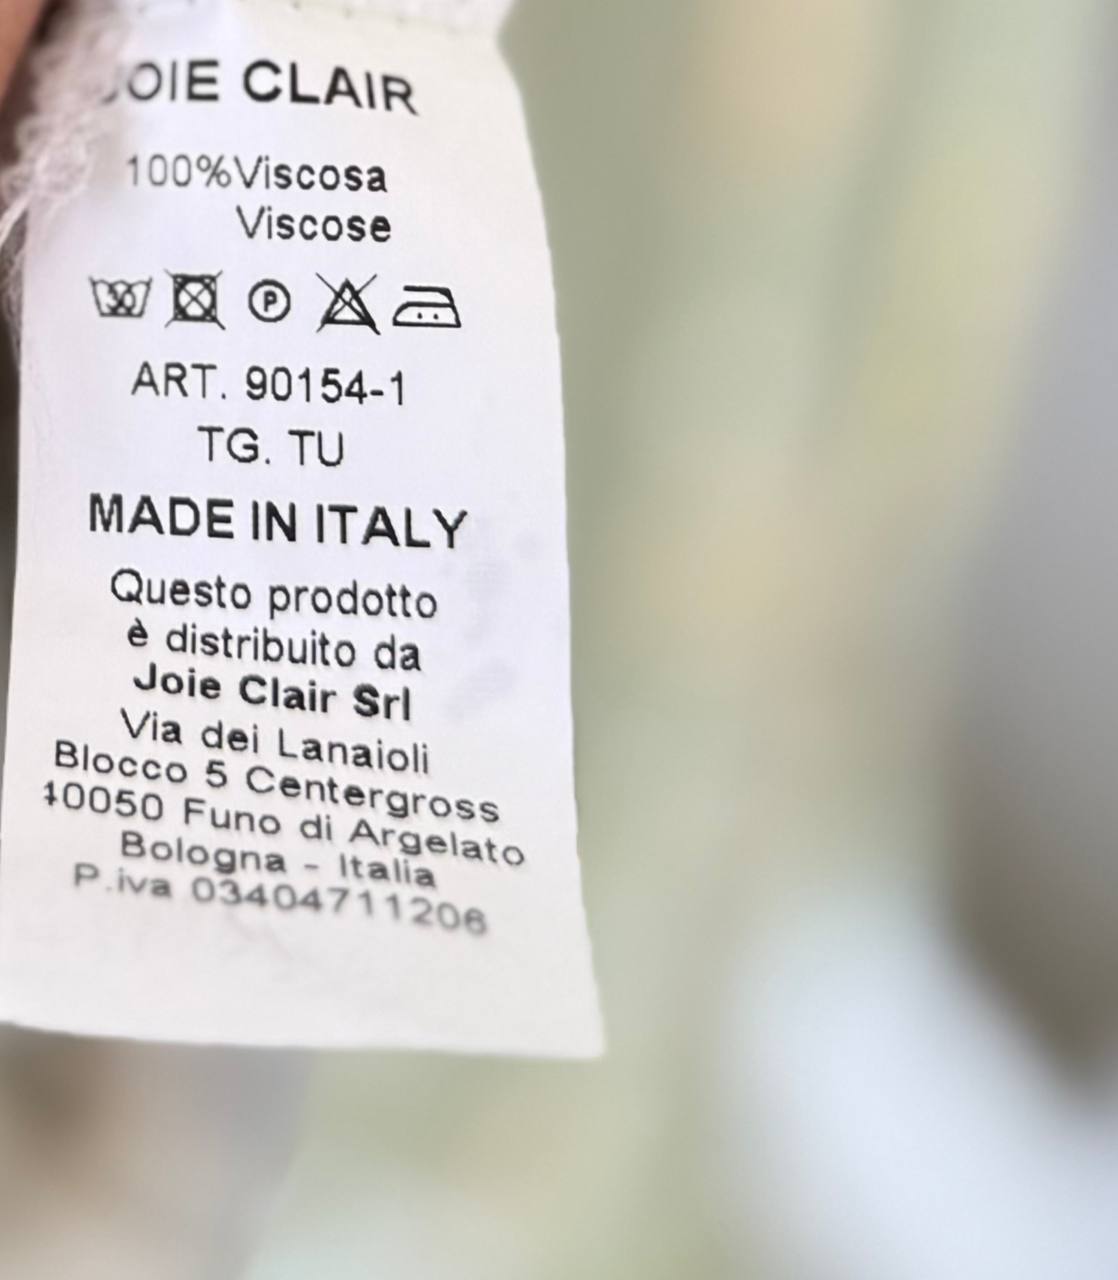 JOIE CLAIR
100%Viscosa
Viscose
30
P
ART. 90154-1
TG. TU
MADE IN ITALY
Questo prodotto
è distribuito da
Joie Clair Srl
Via dei Lanaioli
Blocco 5 Centergross
40050 Funo di Argelato
Bologna - Italia
P.iva 03404711206